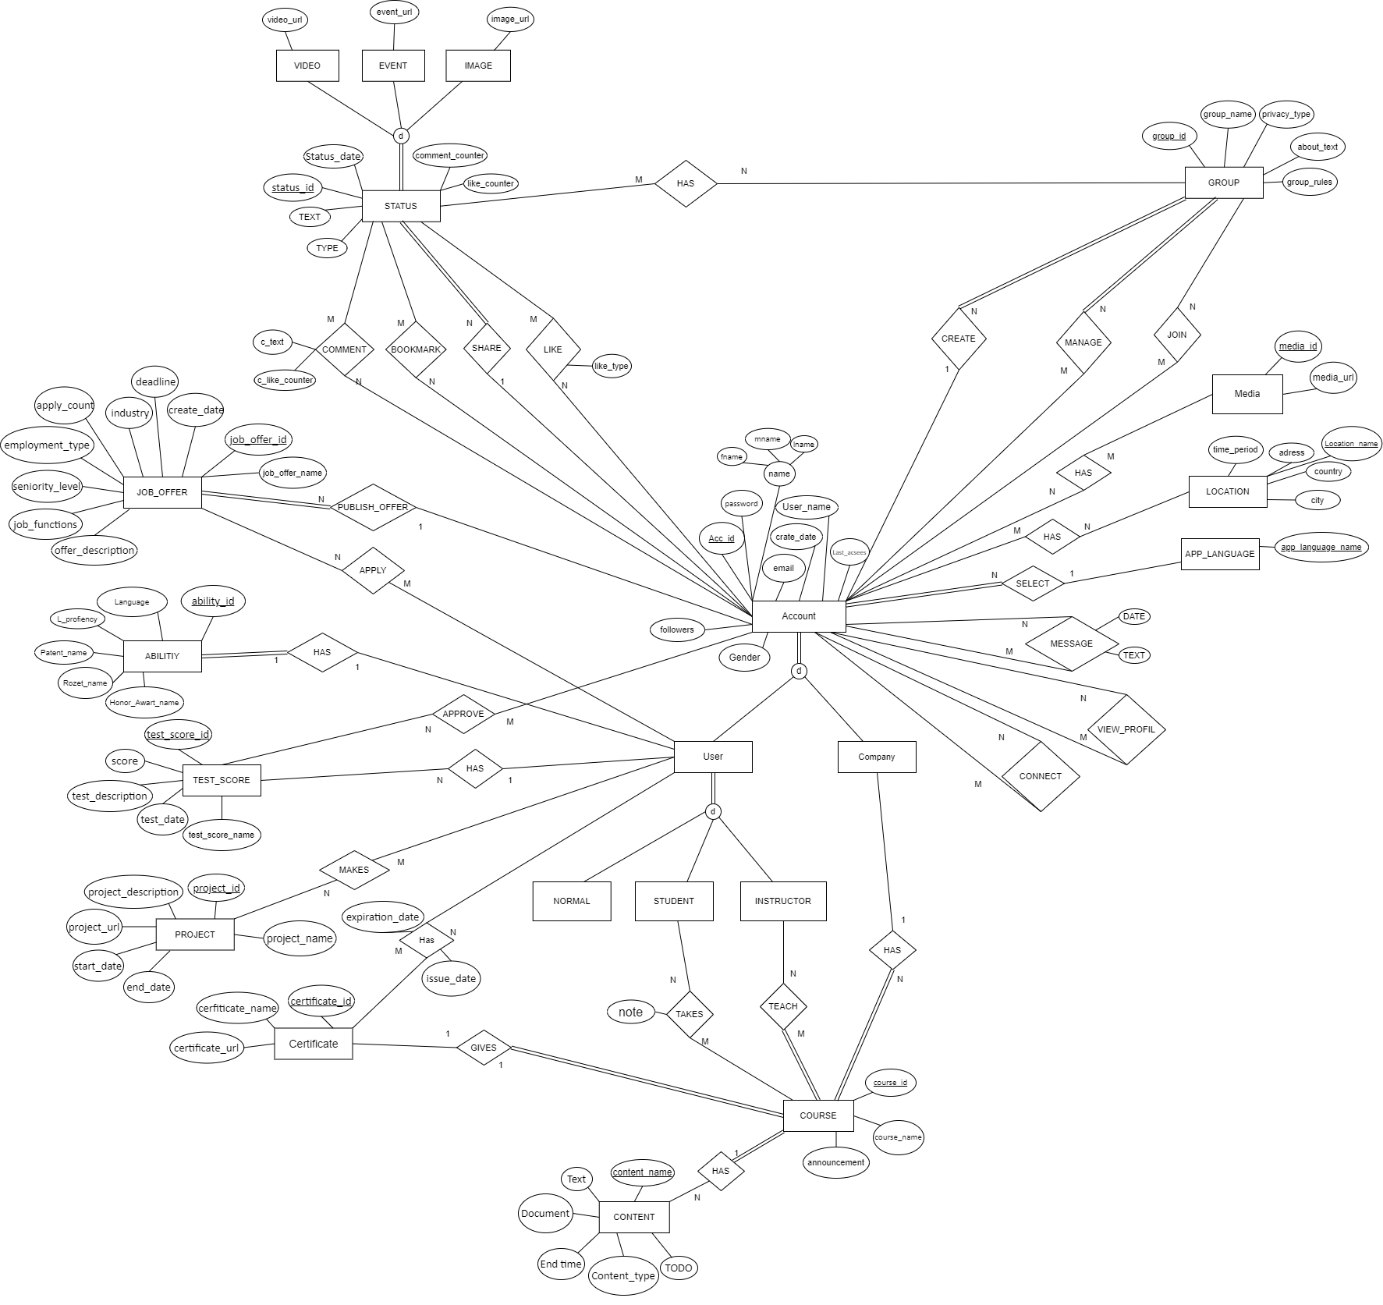 video_url
event_url
image_url
VIDEO
EVENT
IMAGE
d
group_name
privacy_type
group_id
about_text
group_rules
GROUP
Status_date
comment_counter
status_id
like_counter
TEXT
TYPE
STATUS
M
HAS
N
M
COMMENT
N
c_text
c_like_counter
M
BOOKMARK
N
N
SHARE
1
M
LIKE
N
like_type
N
CREATE
1
N
MANAGE
M
N
JOIN
M
media_id
media_url
Media
M
HAS
N
time_period
adress
Location_name
country
city
LOCATION
M
HAS
N
APP_LANGUAGE
app_language_name
N
SELECT
1
deadline
apply_count
industry
create_date
employment_type
job_offer_id
job_offer_name
seniority_level
job_functions
offer_description
JOB_OFFER
N
PUBLISH_OFFER
1
N
APPLY
M
mname
lname
fname
name
password
User_name
Acc_id
crate_date
email
Last_acsees
followers
Gender
Account
d
N
MESSAGE
M
DATE
TEXT
N
VIEW_PROFIL
M
N
CONNECT
M
Language
ability_id
L_profiency
Patent_name
Rozet_name
Honor_Awart_name
ABILITIY
1
HAS
1
APPROVE
N
M
test_score_id
score
test_description
test_date
test_score_name
TEST_SCORE
N
HAS
1
User
Company
d
NORMAL
STUDENT
INSTRUCTOR
MAKES
M
N
project_description
project_id
project_url
project_name
start_date
end_date
PROJECT
expiration_date
Has
N
M
issue_date
cerfiticate_name
certificate_id
certificate_url
Certificate
1
GIVES
1
note
N
TAKES
M
N
TEACH
M
1
HAS
N
course_id
course_name
announcement
COURSE
1
HAS
N
Text
content_name
Document
End time
Content_type
TODO
CONTENT